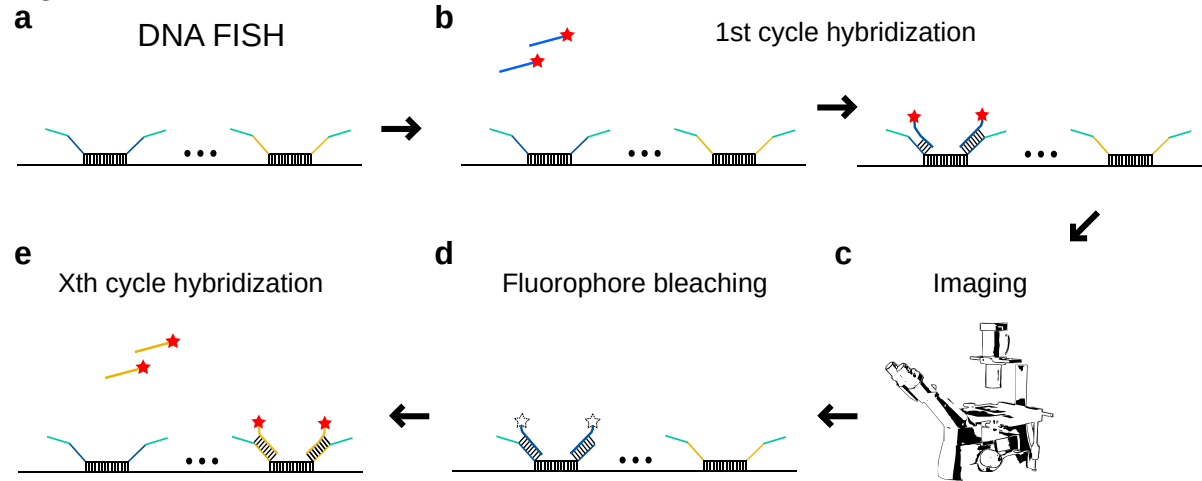 a
DNA FISH
b
1st cycle hybridization
c
Imaging
d
Fluorophore bleaching
e
Xth cycle hybridization